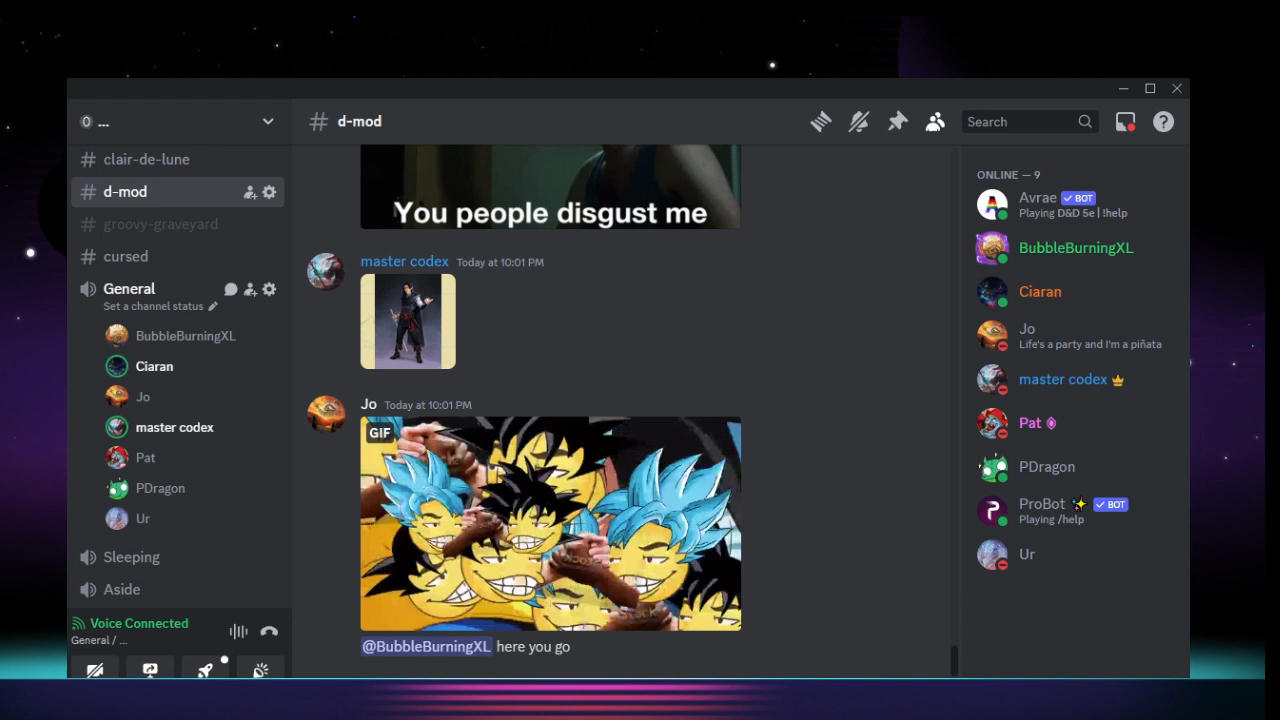 ...
clair-de-lune
d-mod
groovy-graveyard
cursed
General
Set a channel status
BubbleBurningXL
Ciaran
Jo
master codex
Pat
PDragon
Ur
Sleeping
Aside
Voice Connected
General / ...
d-mod
Search
You people disgust me
master codex Today at 10:01 PM
Jo Today at 10:01 PM
GIF
@BubbleBurningXL here you go
ONLINE — 9
Avrae BOT
Playing D&D 5e | !help
BubbleBurningXL
Ciaran
Jo
Life's a party and I'm a piñata
master codex
Pat
PDragon
ProBot BOT
Playing /help
Ur